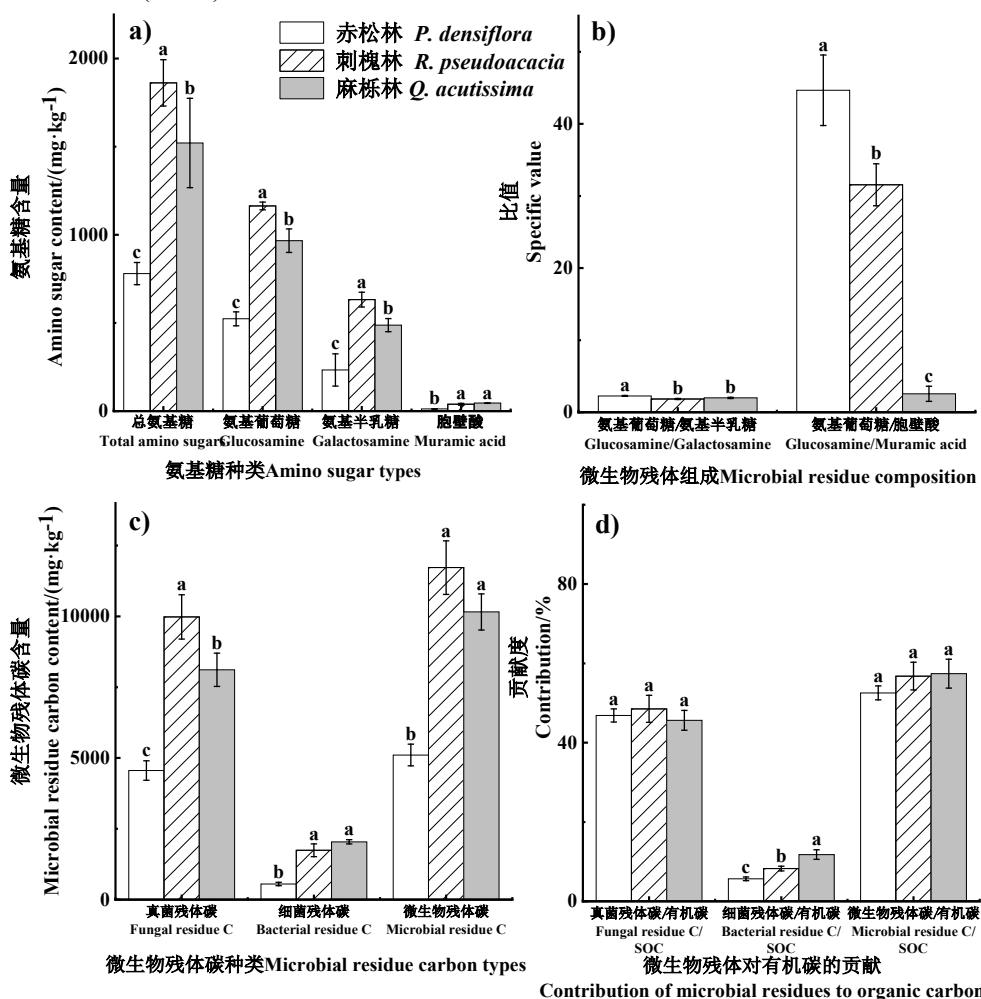 a)
赤松林 P. densiflora
刺槐林 R. pseudoacacia
麻栎林 Q. acutissima
氨基糖含量
Amino sugar content/(mg·kg-1)
2000
1000
0
c a b
c a b
c a b
b a a
总氨基糖 氨基葡萄糖 氨基半乳糖 胞壁酸
Total amino sugars Glucosamine Galactosamine Muramic acid
氨基糖种类Amino sugar types
b)
比值
Specific value
40
20
0
a b b
a b c
氨基葡萄糖/氨基半乳糖 氨基葡萄糖/胞壁酸
Glucosamine/Galactosamine Glucosamine/Muramic acid
微生物残体组成Microbial residue composition
c)
微生物残体碳含量
Microbial residue carbon content/(mg·kg-1)
10000
5000
0
c a b
b a a
b a a
真菌残体碳 细菌残体碳 微生物残体碳
Fungal residue C Bacterial residue C Microbial residue C
微生物残体碳种类Microbial residue carbon types
d)
贡献度
Contribution/%
80
40
0
a a a
c b a
a a a
真菌残体碳/有机碳 细菌残体碳/有机碳 微生物残体碳/有机碳
Fungal residue C/ Bacterial residue C/ Microbial residue C/
SOC SOC SOC
微生物残体对有机碳的贡献
Contribution of microbial residues to organic carbon